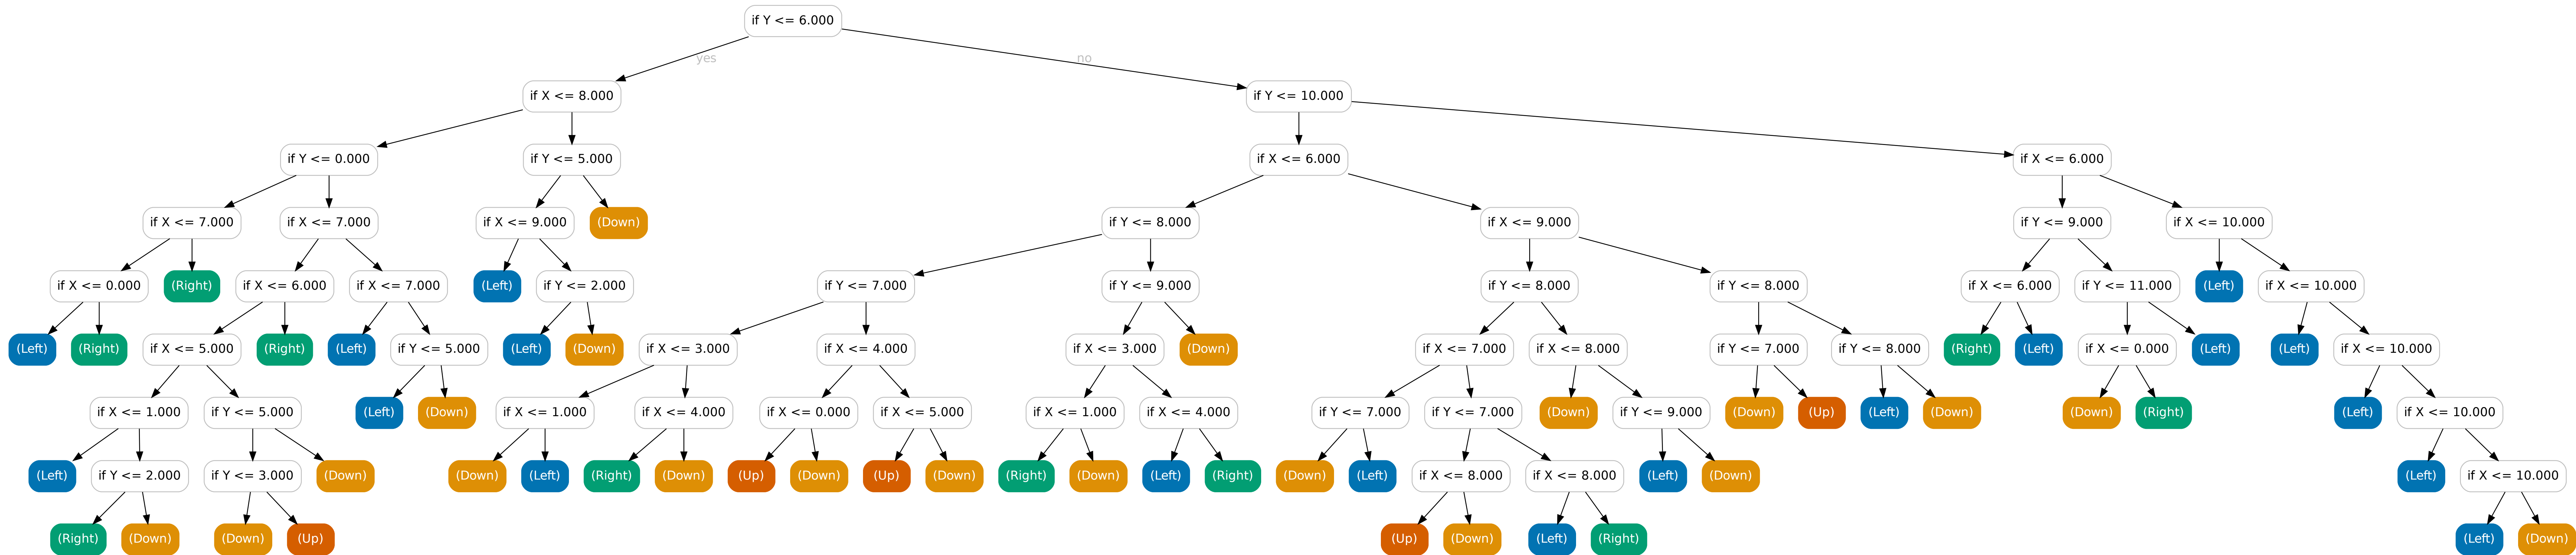 if Y <= 6.000
yes
no
if X <= 8.000
if Y <= 10.000
if Y <= 0.000
if Y <= 5.000
if X <= 6.000
if X <= 6.000
if X <= 7.000
if X <= 7.000
if X <= 9.000
(Down)
if Y <= 8.000
if X <= 9.000
if Y <= 9.000
if X <= 10.000
if X <= 0.000
(Right)
if X <= 6.000
if X <= 7.000
(Left)
if Y <= 2.000
if Y <= 7.000
if Y <= 9.000
if Y <= 8.000
if Y <= 8.000
if X <= 6.000
if Y <= 11.000
(Left)
if X <= 10.000
(Left)
(Right)
if X <= 5.000
(Right)
(Left)
if Y <= 5.000
(Left)
(Down)
if X <= 3.000
if X <= 4.000
if X <= 3.000
(Down)
if X <= 7.000
if X <= 8.000
if Y <= 7.000
if Y <= 8.000
(Right)
(Left)
if X <= 0.000
(Left)
(Left)
if X <= 10.000
if X <= 1.000
if Y <= 5.000
(Left)
(Down)
if X <= 1.000
if X <= 4.000
if X <= 0.000
if X <= 5.000
if X <= 1.000
if X <= 4.000
if Y <= 7.000
if Y <= 7.000
(Down)
if Y <= 9.000
(Down)
(Up)
(Left)
(Down)
(Down)
(Right)
(Left)
if X <= 10.000
(Left)
if Y <= 2.000
if Y <= 3.000
(Down)
(Down)
(Left)
(Right)
(Down)
(Up)
(Down)
(Up)
(Down)
(Right)
(Down)
(Left)
(Right)
(Down)
(Left)
if X <= 8.000
if X <= 8.000
(Left)
(Down)
(Left)
if X <= 10.000
(Right)
(Down)
(Down)
(Up)
(Up)
(Down)
(Left)
(Right)
(Left)
(Down)